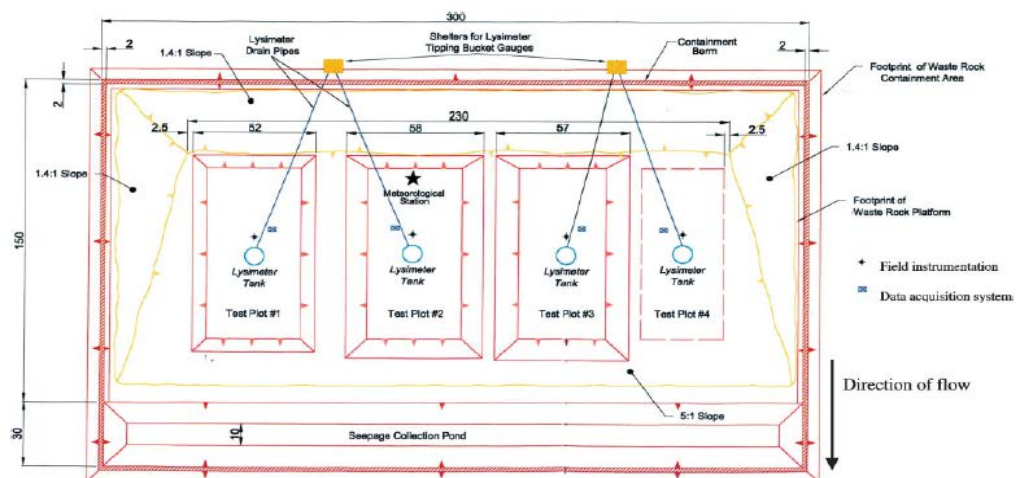 300
2
Lysimeter
Drain Pipes
Shelters for Lysimeter
Tipping Bucket Gauges
Containment
Berm
2
1.4:1 Slope
Footprint of Waste Rock
Containment Area
2
2.5
230
2.5
52
58
57
1.4:1 Slope
1.4:1 Slope
Meteorological
Station
Footprint of
Waste Rock Platform
150
Field instrumentation
Lysimeter
Tank
Lysimeter
Tank
Lysimeter
Tank
Lysimeter
Tank
Data acquisition system
Test Plot #1
Test Plot #2
Test Plot #3
Test Plot #4
Direction of flow
5:1 Slope
30
10
Seepage Collection Pond